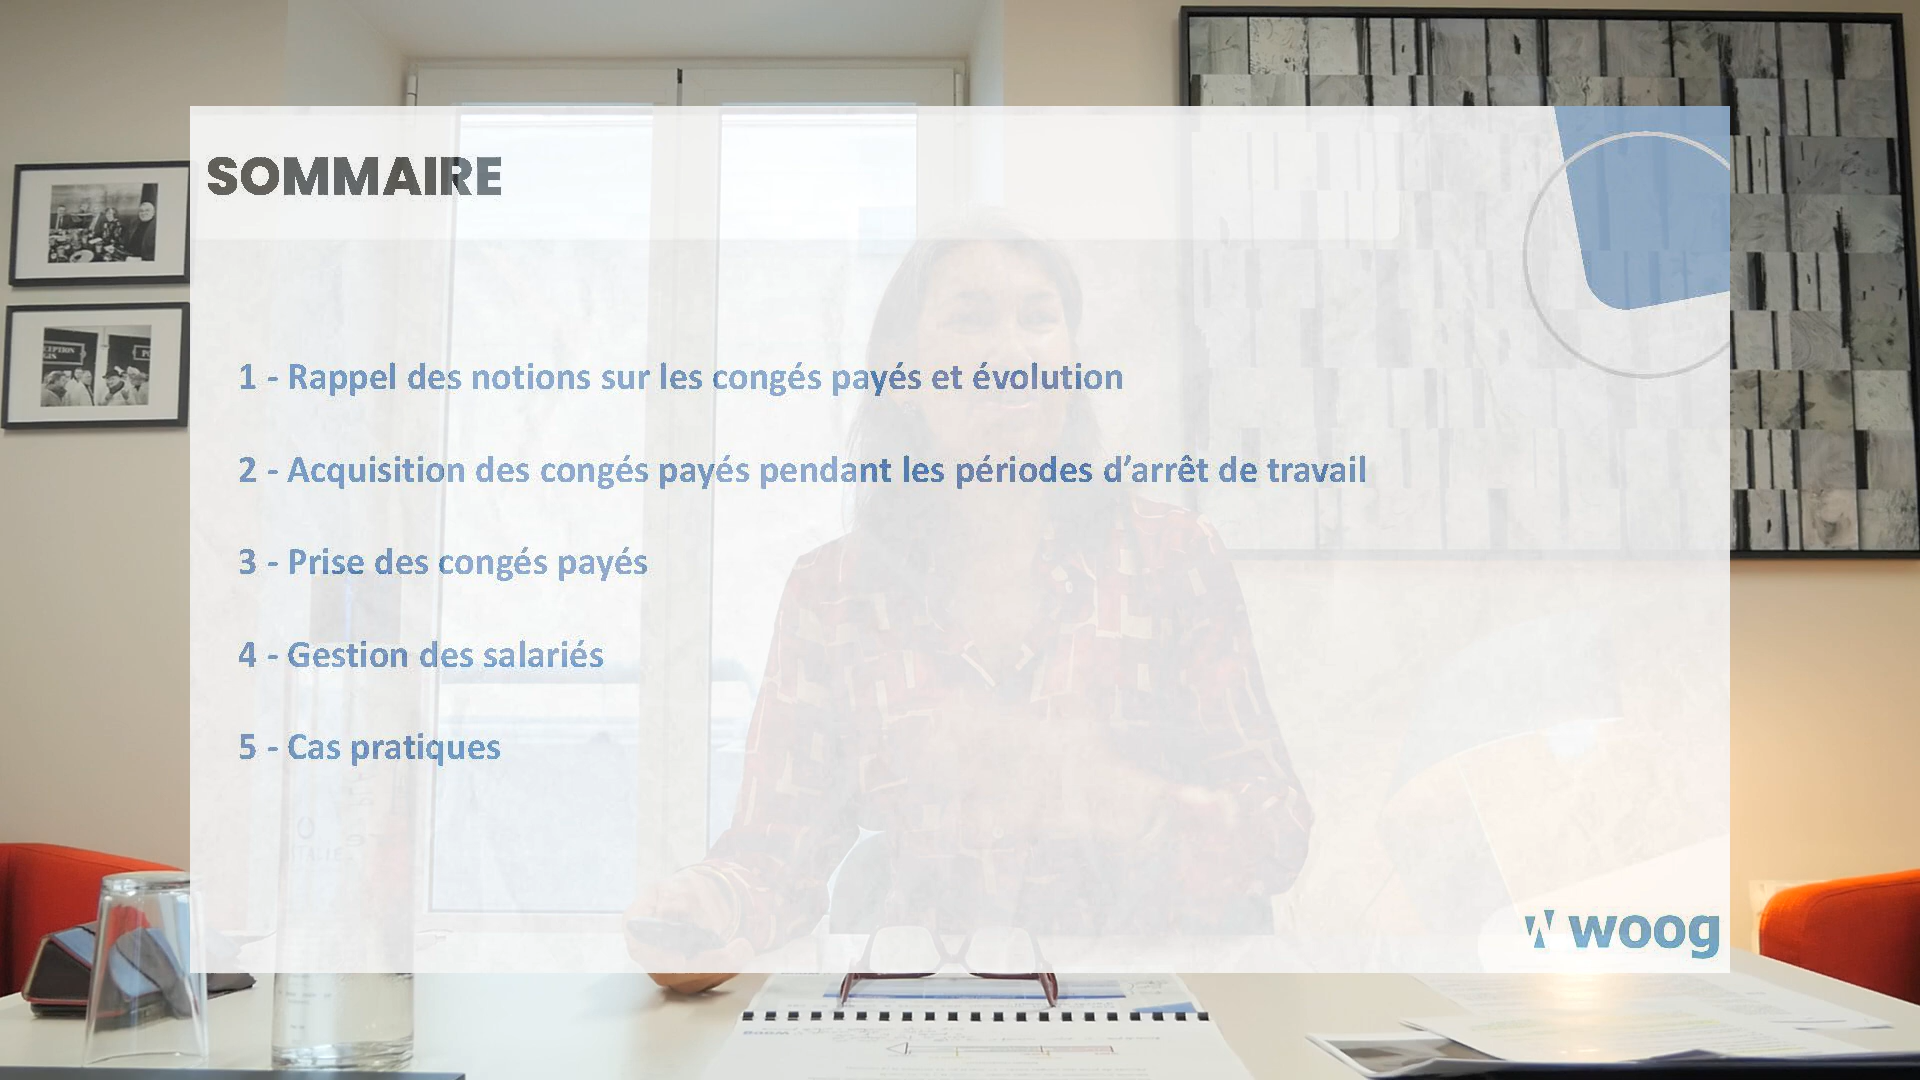 SOMMAIRE
1 - Rappel des notions sur les congés payés et évolution
2 - Acquisition des congés payés pendant les périodes d’arrêt de travail
3 - Prise des congés payés
4 - Gestion des salariés
5 - Cas pratiques
woog